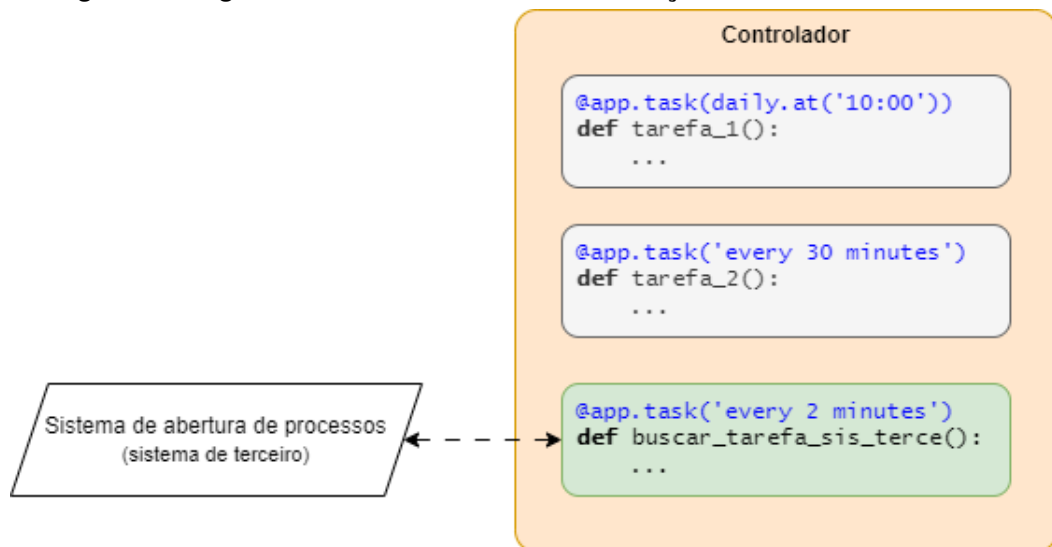 Controlador
@app.task(daily.at('10:00'))
def tarefa_1():
...
@app.task('every 30 minutes')
def tarefa_2():
...
Sistema de abertura de processos
(sistema de terceiro)
@app.task('every 2 minutes')
def buscar_tarefa_sis_terce():
...